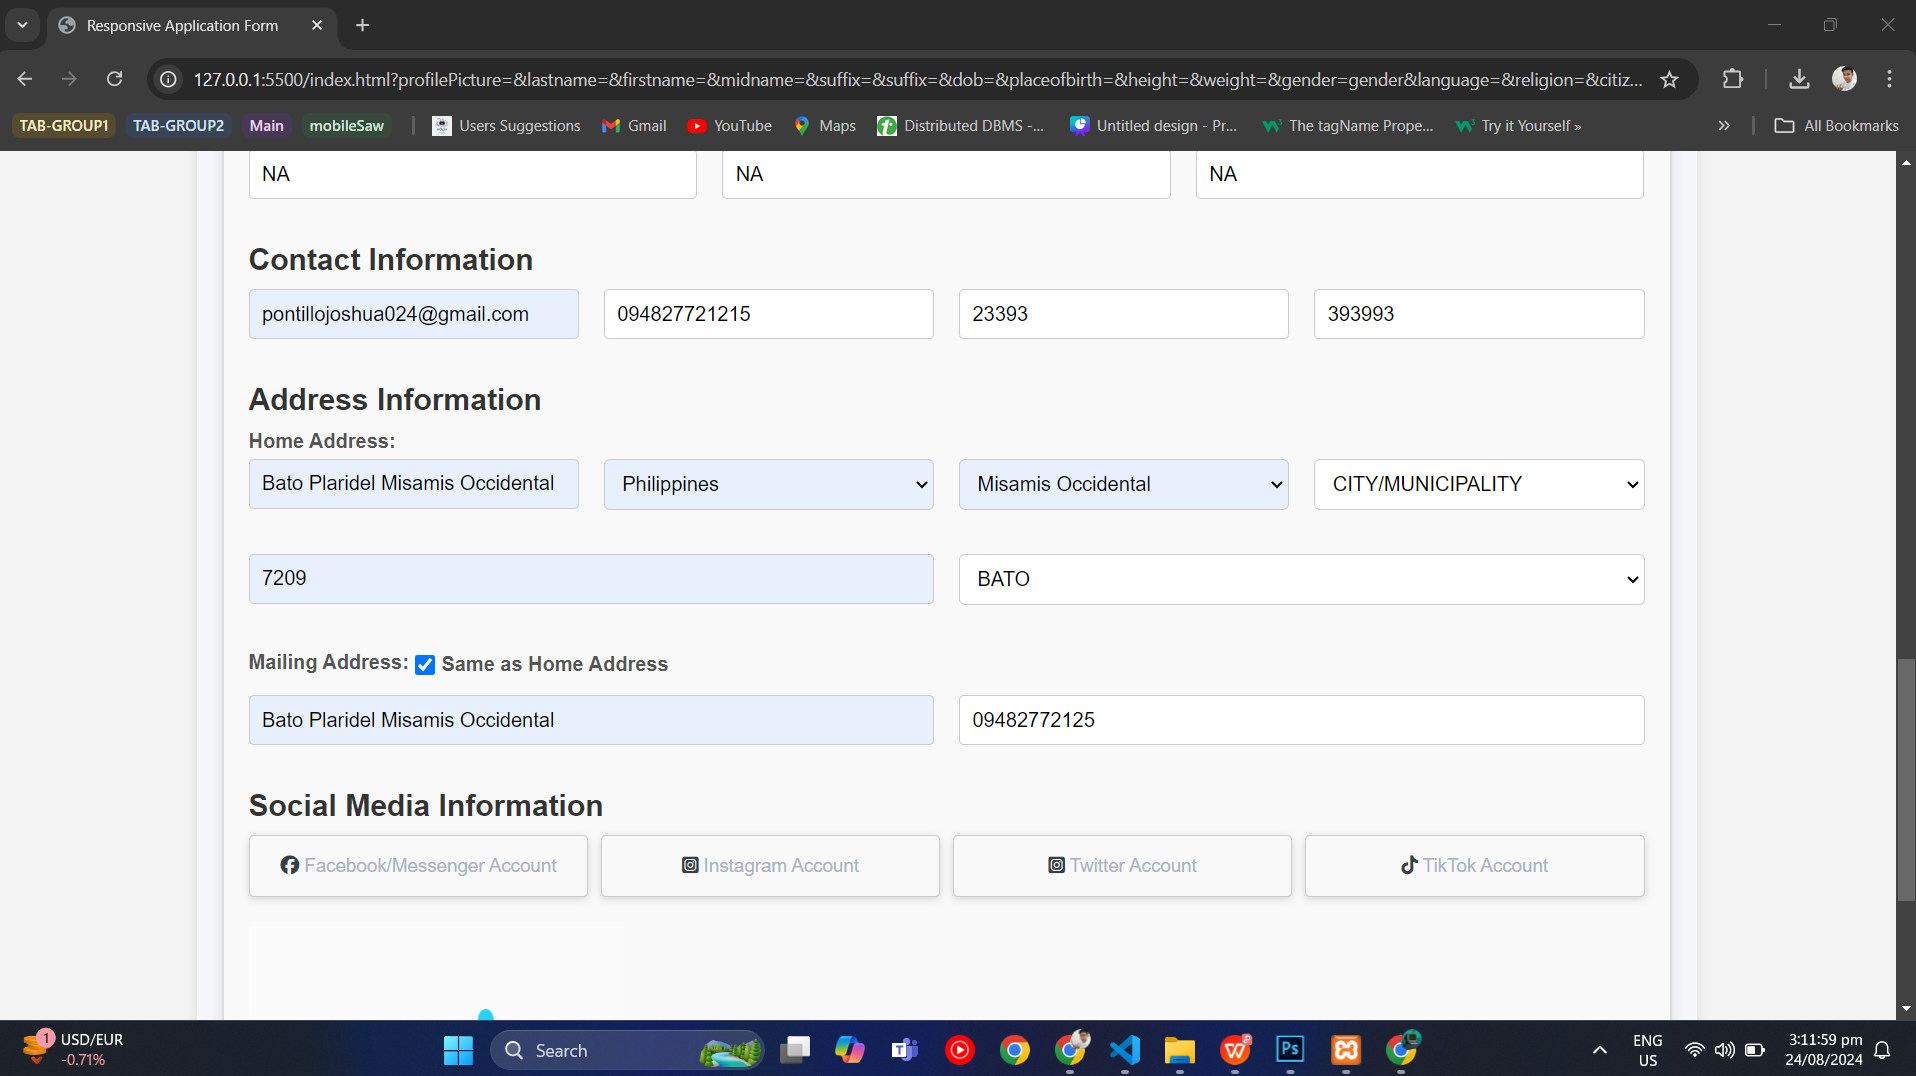 Responsive Application Form
127.0.0.1:5500/index.html?profilePicture=&lastname=&firstname=&midname=&suffix=&suffix=&dob=&placeofbirth=&height=&weight=&gender=gender&language=&religion=&citiz...
TAB-GROUP1 TAB-GROUP2 Main mobileSaw Users Suggestions Gmail YouTube Maps Distributed DBMS -... Untitled design - Pr... The tagName Prope... Try it Yourself » » All Bookmarks
NA NA NA
Contact Information
pontillojoshua024@gmail.com 094827721215 23393 393993
Address Information
Home Address:
Bato Plaridel Misamis Occidental Philippines Misamis Occidental CITY/MUNICIPALITY
7209 BATO
Mailing Address: Same as Home Address
Bato Plaridel Misamis Occidental 09482772125
Social Media Information
Facebook/Messenger Account Instagram Account Twitter Account TikTok Account
1 USD/EUR
-0.71%
Search
Ps
ENG
US
3:11:59 pm
24/08/2024